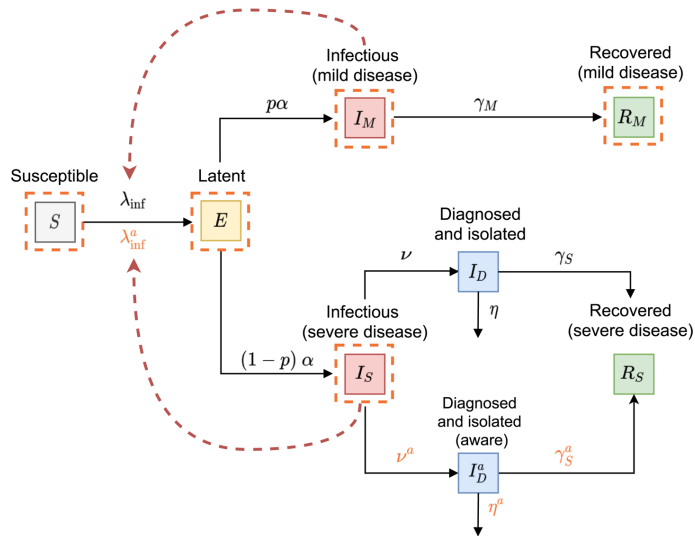 Infectious
(mild disease)
Recovered
(mild disease)
pα
I_M
γ_M
R_M
Susceptible
Latent
λ_inf
S
E
λ^a_inf
Diagnosed
and isolated
ν
I_D
γ_S
η
Infectious
(severe disease)
Recovered
(severe disease)
(1 − p) α
I_S
R_S
Diagnosed
and isolated
(aware)
ν^a
I^a_D
γ^a_S
η^a